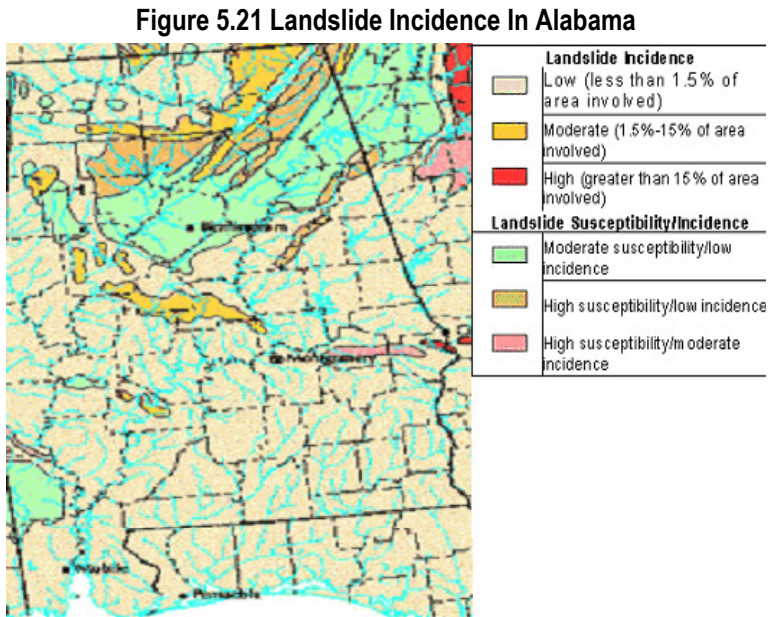 Figure 5.21 Landslide Incidence In Alabama
Landslide Incidence
Low (less than 1.5% of
area involved)
Moderate (1.5%-15% of area
involved)
High (greater than 15% of area
involved)
Landslide Susceptibility/Incidence
Moderate susceptibility/low
incidence
High susceptibility/low incidence
High susceptibility/moderate
incidence
Birmingham
Montgomery
Mobile
Pensacola